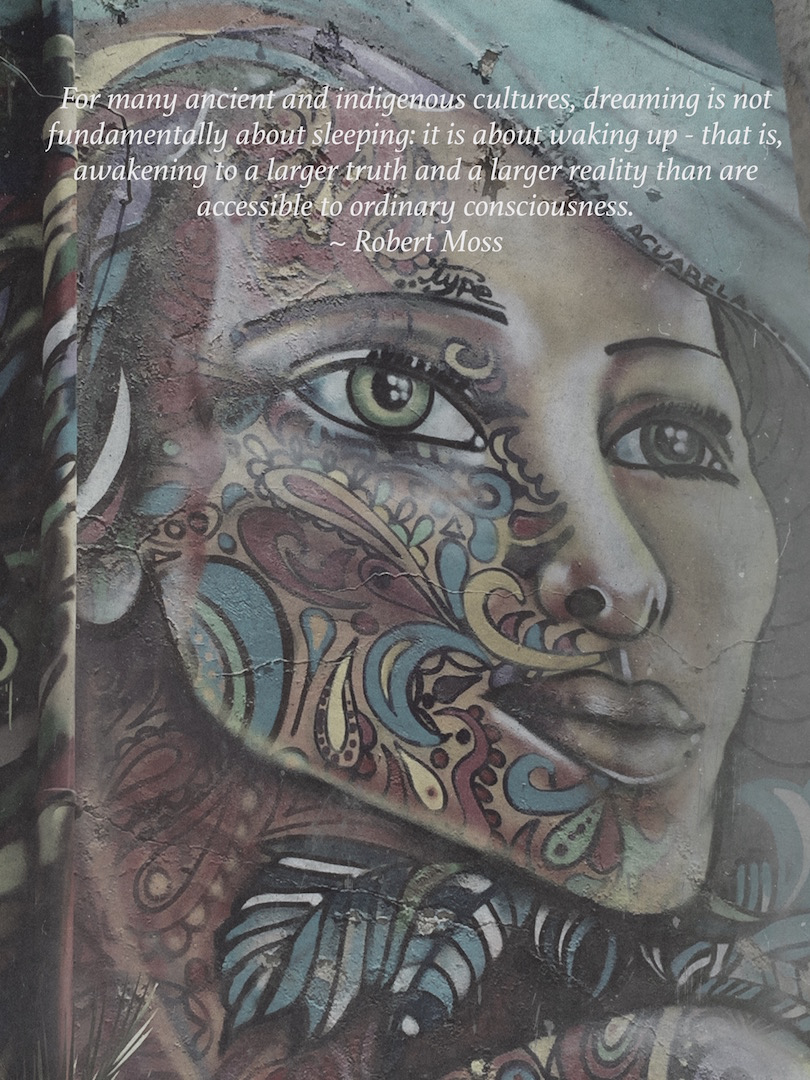 For many ancient and indigenous cultures, dreaming is not
fundamentally about sleeping: it is about waking up - that is,
awakening to a larger truth and a larger reality than are
accessible to ordinary consciousness.
~ Robert Moss
ACUARELA
type